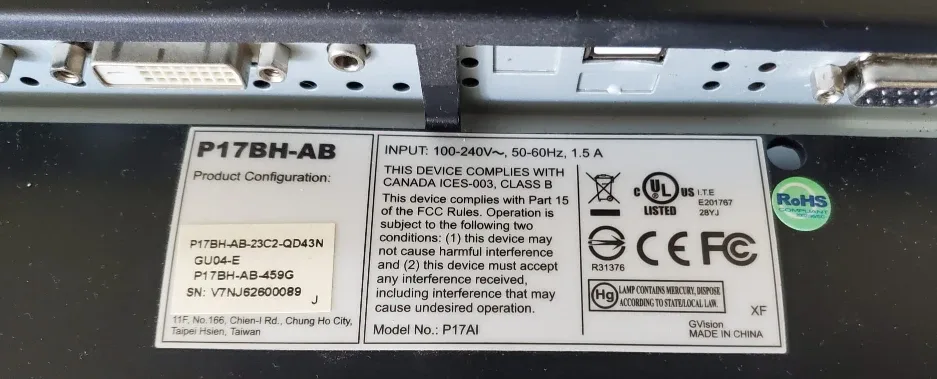 P17BH-AB
Product Configuration:
P17BH-AB-23C2-QD43N
GU04-E
P17BH-AB-459G
SN: V7NJ62600089 J
11F, No.166, Chien-I Rd., Chung Ho City,
Taipei Hsien, Taiwan
INPUT: 100-240V~, 50-60Hz, 1.5 A
THIS DEVICE COMPLIES WITH
CANADA ICES-003, CLASS B
This device complies with Part 15
of the FCC Rules. Operation is
subject to the following two
conditions: (1) this device may
not cause harmful interference
and (2) this device must accept
any interference received,
including interference that may
cause undesired operation.
Model No.: P17AI
c UL US I.T.E
LISTED
E201767
28YJ
R31376
CE FC
Hg LAMP CONTAINS MERCURY, DISPOSE
ACCORDING TO STATE/LOCAL LAW.
XF
GVision
MADE IN CHINA
RoHS
COMPLIANT